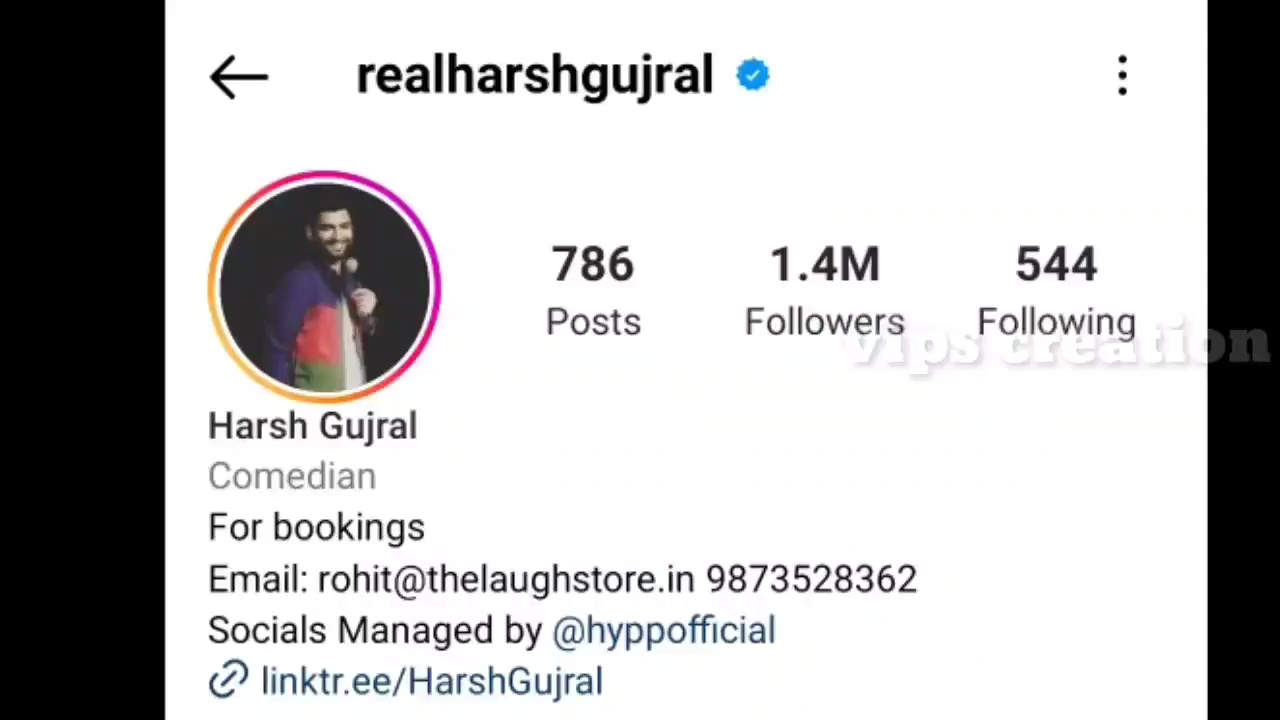 realharshgujral
786 1.4M 544
Posts Followers Following
vips creation
Harsh Gujral
Comedian
For bookings
Email: rohit@thelaughstore.in 9873528362
Socials Managed by @hyppofficial
linktr.ee/HarshGujral